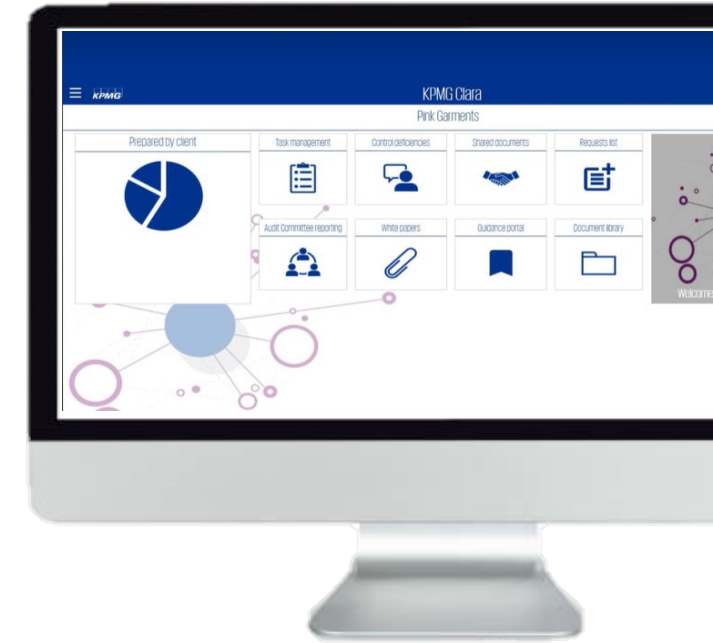 KPMG
KPMG Clara
Pink Garments
Prepared by client
Task management
Control deficiencies
Shared documents
Requests list
Audit Committee reporting
White papers
Guidance portal
Document library
Welcome